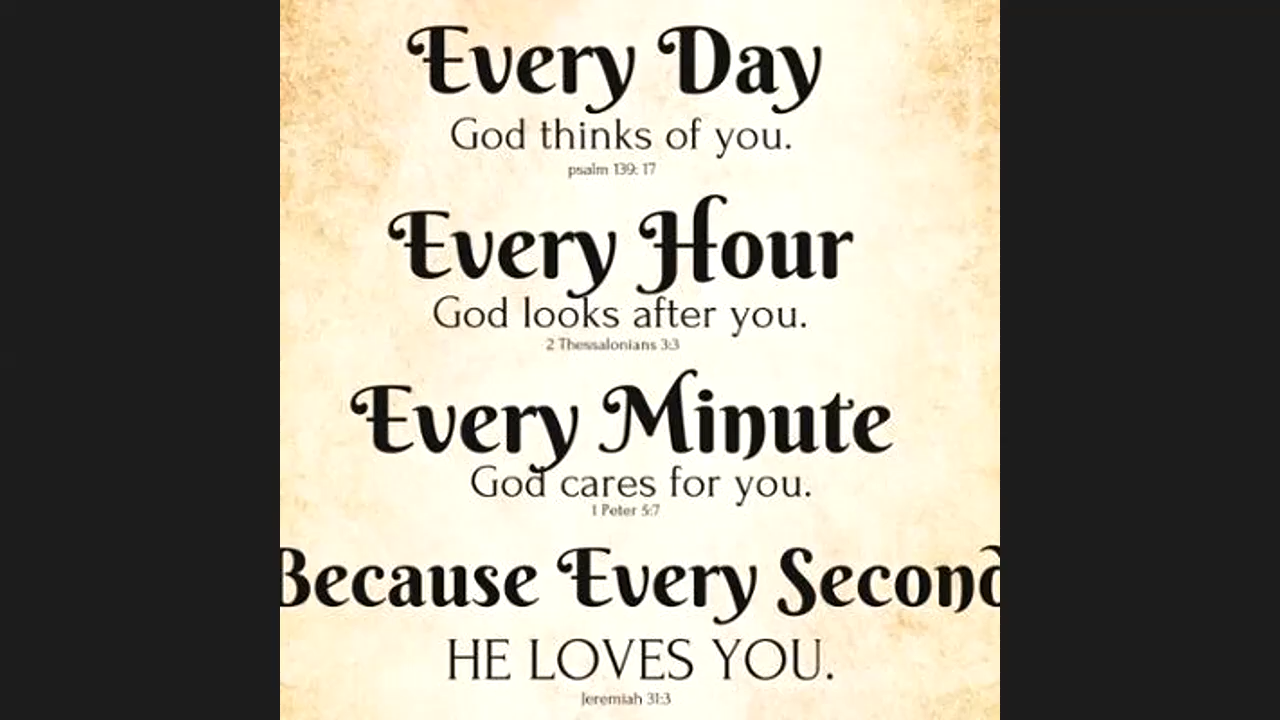 Every Day
God thinks of you.
psalm 139: 17
Every Hour
God looks after you.
2 Thessalonians 3:3
Every Minute
God cares for you.
1 Peter 5:7
Because Every Second
HE LOVES YOU.
Jeremiah 31:3